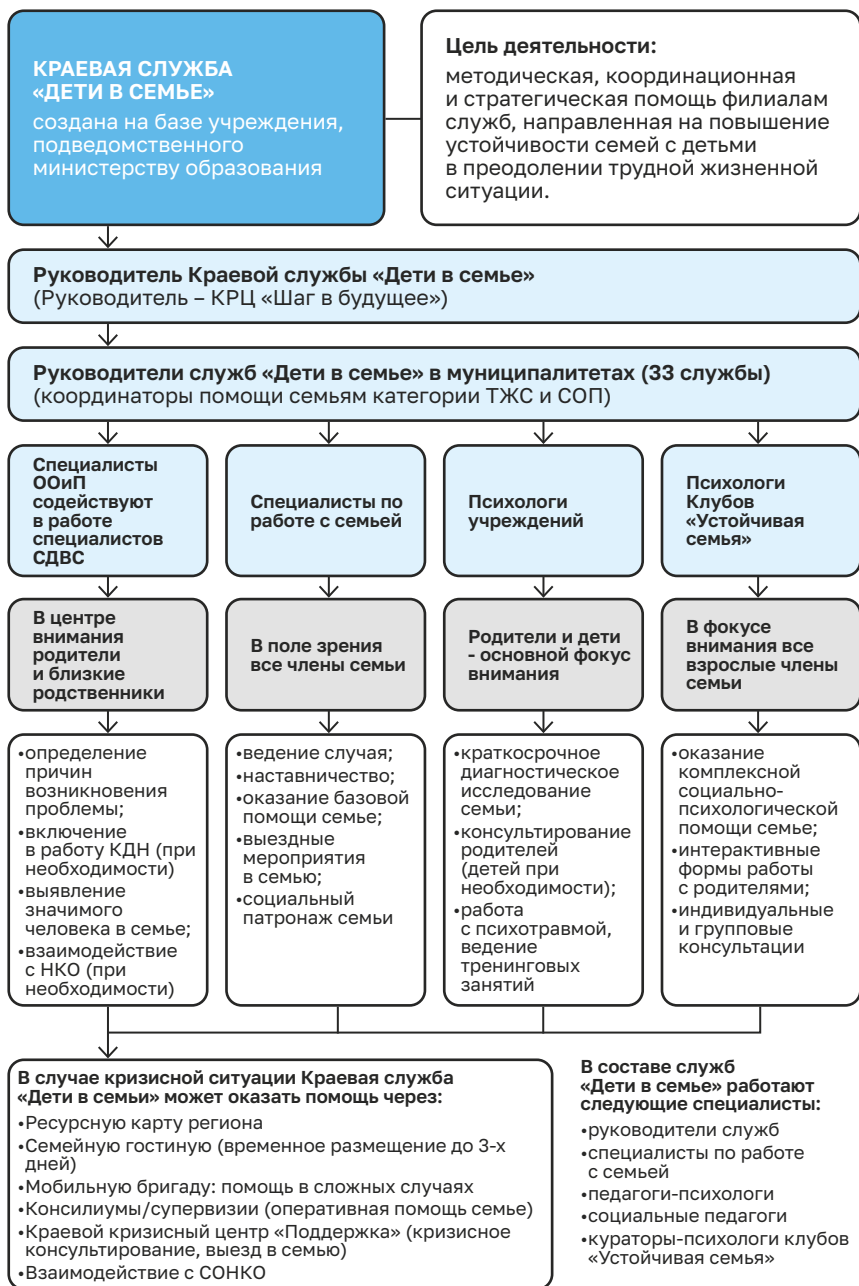 КРАЕВАЯ СЛУЖБА
«ДЕТИ В СЕМЬЕ»
создана на базе учреждения,
подведомственного
министерству образования
Цель деятельности:
методическая, координационная
и стратегическая помощь филиалам
служб, направленная на повышение
устойчивости семей с детьми
в преодолении трудной жизненной
ситуации.
Руководитель Краевой службы «Дети в семье»
(Руководитель – КРЦ «Шаг в будущее»)
Руководители служб «Дети в семье» в муниципалитетах (33 службы)
(координаторы помощи семьям категории ТЖС и СОП)
Специалисты
ООиП
содействуют
в работе
специалистов
СДВС
Специалисты по
работе с семьей
Психологи
учреждений
Психологи
Клубов
«Устойчивая
семья»
В центре
внимания
родители
и близкие
родственники
В поле зрения
все члены семьи
Родители и дети
- основной фокус
внимания
В фокусе
внимания все
взрослые члены
семьи
•определение
причин
возникновения
проблемы;
•включение
в работу КДН (при
необходимости)
•выявление
значимого
человека в семье;
•взаимодействие
с НКО (при
необходимости)
•ведение случая;
•наставничество;
•оказание базовой
помощи семье;
•выездные
мероприятия
в семью;
•социальный
патронаж семьи
•краткосрочное
диагностическое
исследование
семьи;
•консультирование
родителей
(детей при
необходимости);
•работа
с психотравмой,
ведение
тренинговых
занятий
•оказание
комплексной
социально-
психологической
помощи семье;
•интерактивные
формы работы
с родителями;
•индивидуальные
и групповые
консультации
В случае кризисной ситуации Краевая служба
«Дети в семьи» может оказать помощь через:
•Ресурсную карту региона
•Семейную гостиную (временное размещение до 3-х
дней)
•Мобильную бригаду: помощь в сложных случаях
•Консилиумы/супервизии (оперативная помощь семье)
•Краевой кризисный центр «Поддержка» (кризисное
консультирование, выезд в семью)
•Взаимодействие с СОНКО
В составе служб
«Дети в семье» работают
следующие специалисты:
•руководители служб
•специалисты по работе
с семьей
•педагоги-психологи
•социальные педагоги
•кураторы-психологи клубов
«Устойчивая семья»